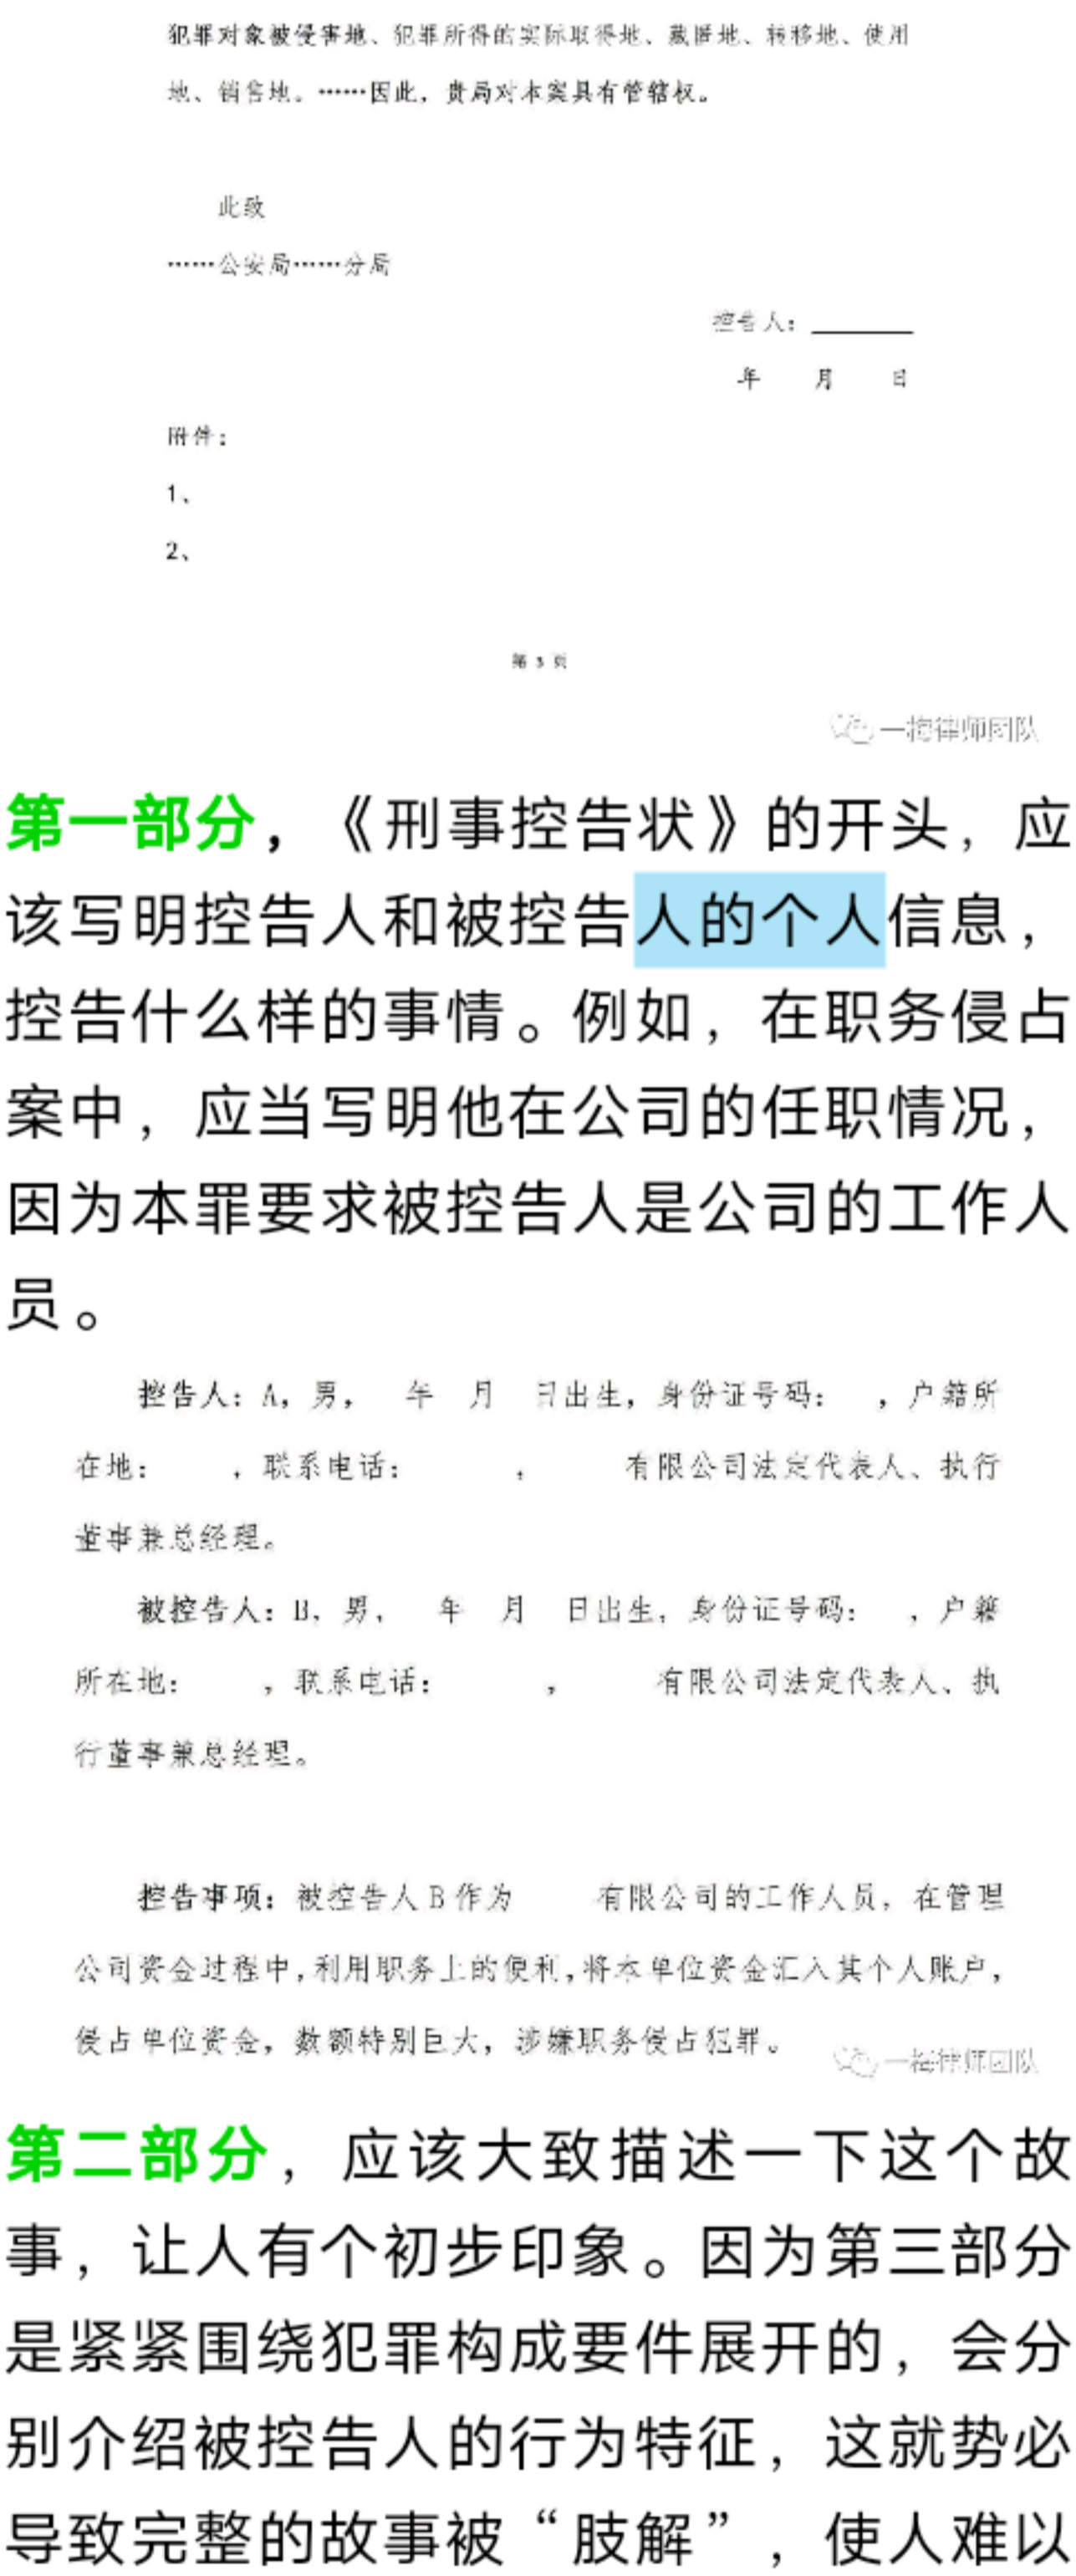 犯罪对象被侵害地、犯罪所得的实际取得地、藏匿地、转移地、使用
地、销售地。……因此，贵局对本案具有管辖权。
此致
……公安局……分局
控告人：
年 月 日
附件：
1、
2、
第 3 页
一梅律师团队
第一部分，《刑事控告状》的开头，应
该写明控告人和被控告人的个人信息，
控告什么样的事情。例如，在职务侵占
案中，应当写明他在公司的任职情况，
因为本罪要求被控告人是公司的工作人
员。
控告人：A，男， 年 月 日出生，身份证号码： ，户籍所
在地： ，联系电话： ， 有限公司法定代表人、执行
董事兼总经理。
被控告人：B，男， 年 月 日出生，身份证号码： ，户籍
所在地： ，联系电话： ， 有限公司法定代表人、执
行董事兼总经理。
控告事项：被控告人 B 作为 有限公司的工作人员，在管理
公司资金过程中，利用职务上的便利，将本单位资金汇入其个人账户，
侵占单位资金，数额特别巨大，涉嫌职务侵占犯罪。
一梅律师团队
第二部分，应该大致描述一下这个故
事，让人有个初步印象。因为第三部分
是紧紧围绕犯罪构成要件展开的，会分
别介绍被控告人的行为特征，这就势必
导致完整的故事被“肢解”，使人难以